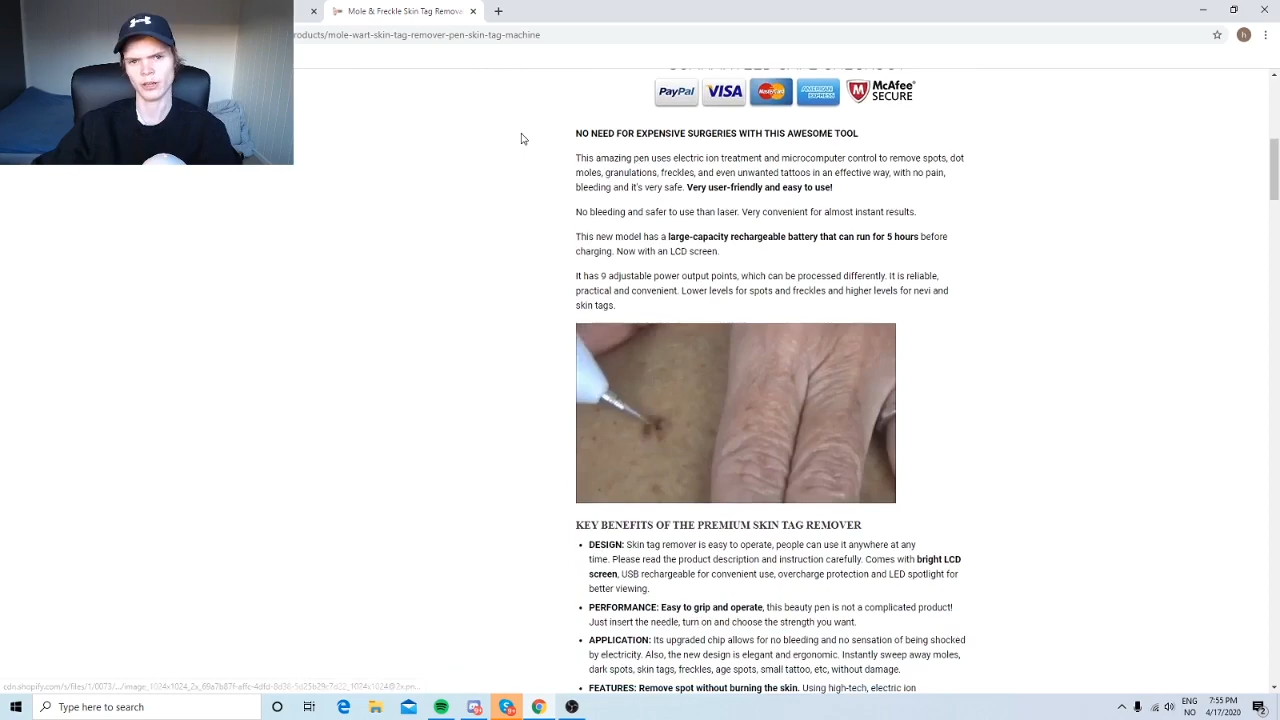 Mole & Freckle Skin Tag Remova
roducts/mole-wart-skin-tag-remover-pen-skin-tag-machine
PayPal VISA MasterCard AMERICAN EXPRESS McAfee SECURE
NO NEED FOR EXPENSIVE SURGERIES WITH THIS AWESOME TOOL
This amazing pen uses electric ion treatment and microcomputer control to remove spots, dot
moles, granulations, freckles, and even unwanted tattoos in an effective way, with no pain,
bleeding and it's very safe. Very user-friendly and easy to use!
No bleeding and safer to use than laser. Very convenient for almost instant results.
This new model has a large-capacity rechargeable battery that can run for 5 hours before
charging. Now with an LCD screen.
It has 9 adjustable power output points, which can be processed differently. It is reliable,
practical and convenient. Lower levels for spots and freckles and higher levels for nevi and
skin tags.
KEY BENEFITS OF THE PREMIUM SKIN TAG REMOVER
• DESIGN: Skin tag remover is easy to operate, people can use it anywhere at any
time. Please read the product description and instruction carefully. Comes with bright LCD
screen, USB rechargeable for convenient use, overcharge protection and LED spotlight for
better viewing.
• PERFORMANCE: Easy to grip and operate, this beauty pen is not a complicated product!
Just insert the needle, turn on and choose the strength you want.
• APPLICATION: its upgraded chip allows for no bleeding and no sensation of being shocked
by electricity. Also, the new design is elegant and ergonomic. Instantly sweep away moles,
dark spots, skin tags, freckles, age spots, small tattoo, etc, without damage.
• FEATURES: Remove spot without burning the skin. Using high-tech, electric ion
Type here to search
ENG
NO
7:55 PM
4/17/2020